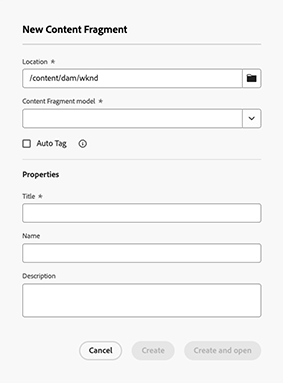 New Content Fragment
Location *
/content/dam/wknd
Content Fragment model *
Auto Tag
Properties
Title *
Name
Description
Cancel
Create
Create and open